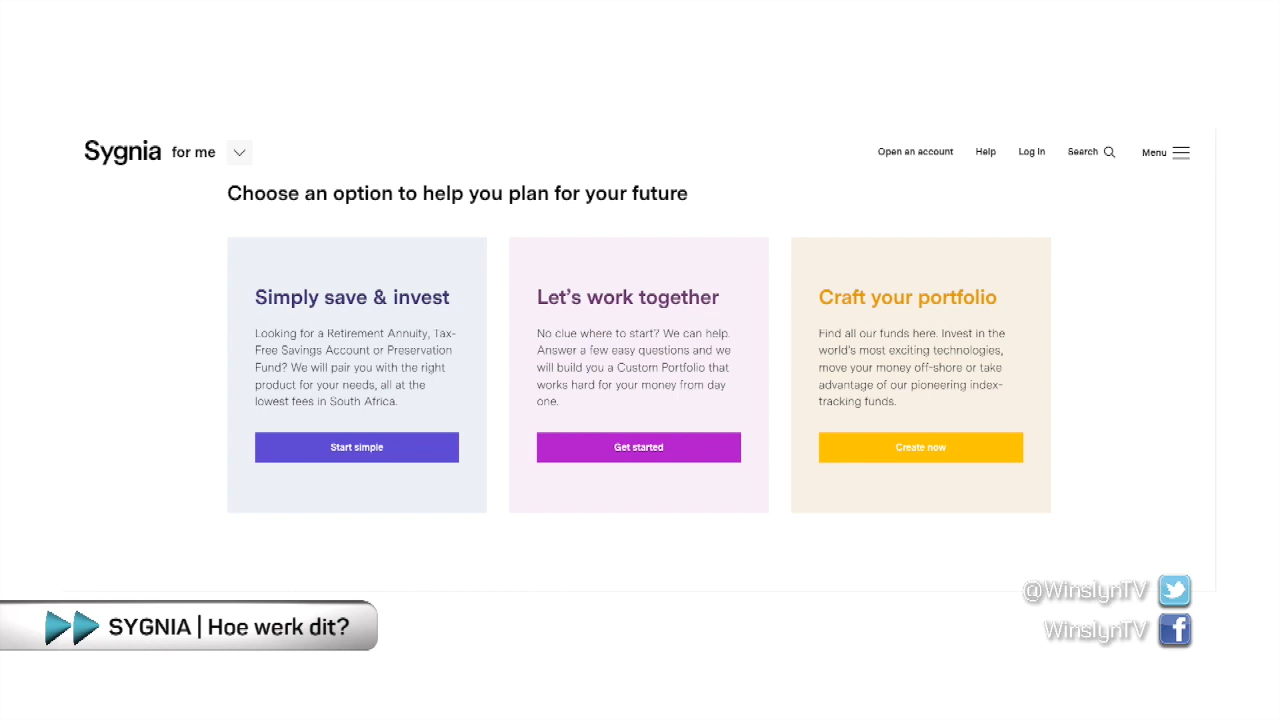 Sygnia for me
Open an account Help Log In Search Menu
Choose an option to help you plan for your future
Simply save & invest
Looking for a Retirement Annuity, Tax-
Free Savings Account or Preservation
Fund? We will pair you with the right
product for your needs, all at the
lowest fees in South Africa.
Start simple
Let's work together
No clue where to start? We can help.
Answer a few easy questions and we
will build you a Custom Portfolio that
works hard for your money from day
one.
Get started
Craft your portfolio
Find all our funds here. Invest in the
world's most exciting technologies,
move your money off-shore or take
advantage of our pioneering index-
tracking funds.
Create now
@WinslynTV
WinslynTV
SYGNIA | Hoe werk dit?